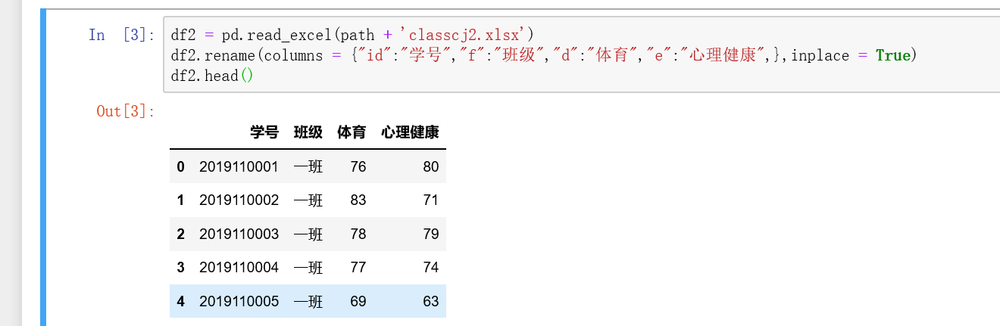 In [3]: df2 = pd.read_excel(path + 'classcj2.xlsx')
df2.rename(columns = {"id":"学号","f":"班级","d":"体育","e":"心理健康",},inplace = True)
df2.head()
Out[3]:
学号 班级 体育 心理健康
0 2019110001 一班 76 80
1 2019110002 一班 83 71
2 2019110003 一班 78 79
3 2019110004 一班 77 74
4 2019110005 一班 69 63